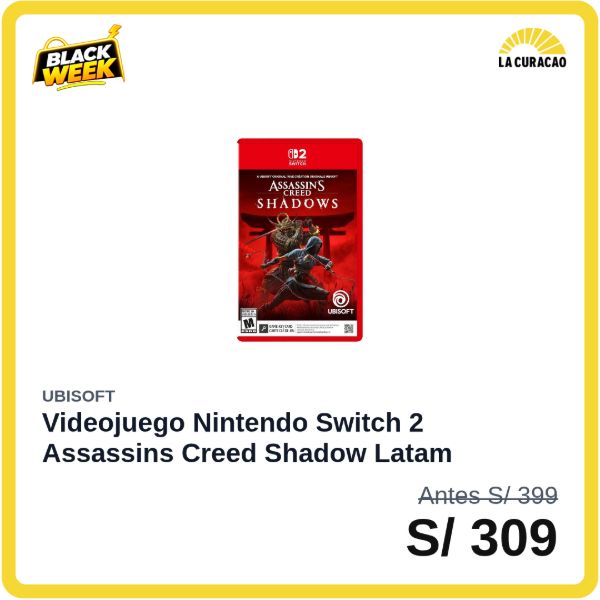 BLACK
WEEK
LA CURACAO
2
ASSASSIN'S
CREED
SHADOWS
UBISOFT
M
UBISOFT
Videojuego Nintendo Switch 2
Assassins Creed Shadow Latam
Antes S/ 399
S/ 309